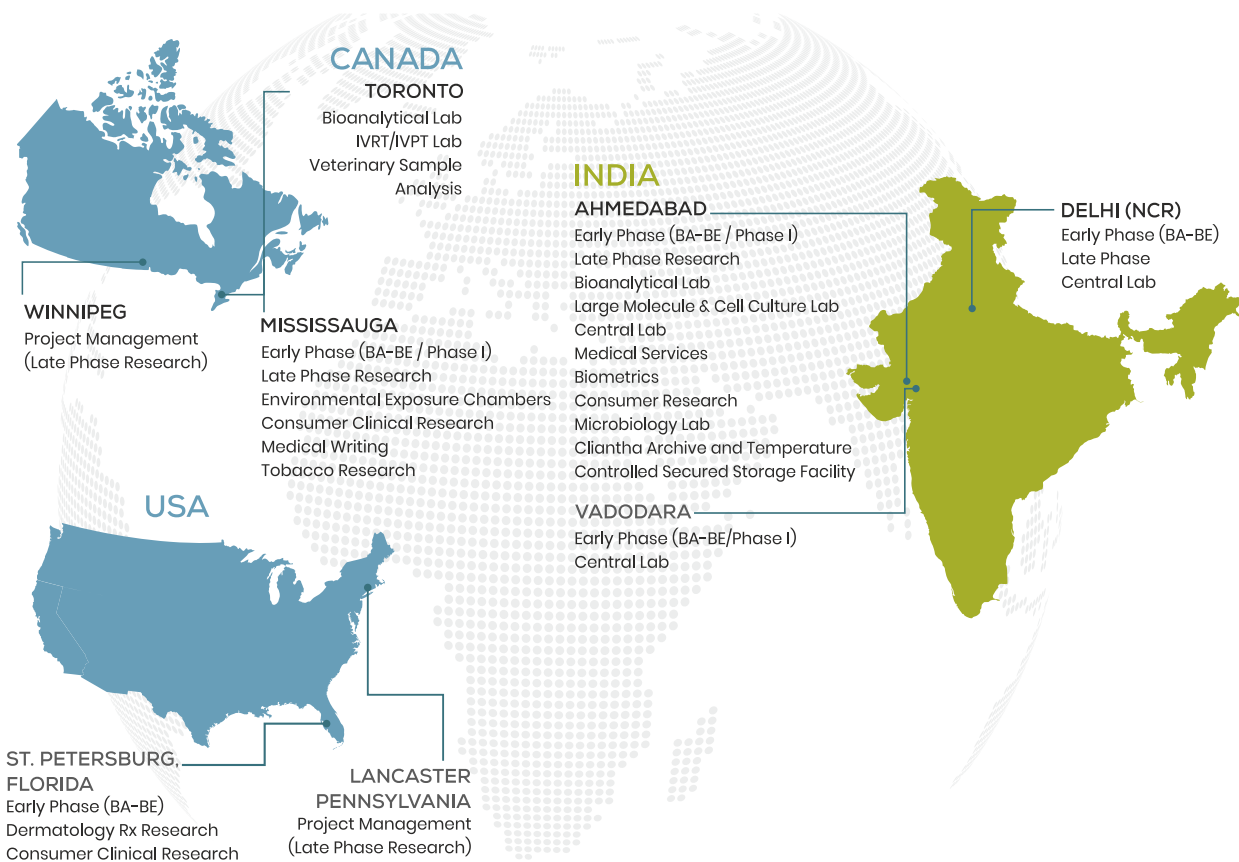 CANADA
TORONTO
Bioanalytical Lab
IVRT/IVPT Lab
Veterinary Sample
Analysis
WINNIPEG
Project Management
(Late Phase Research)
MISSISSAUGA
Early Phase (BA-BE / Phase I)
Late Phase Research
Environmental Exposure Chambers
Consumer Clinical Research
Medical Writing
Tobacco Research
USA
ST. PETERSBURG,
FLORIDA
Early Phase (BA-BE)
Dermatology Rx Research
Consumer Clinical Research
LANCASTER
PENNSYLVANIA
Project Management
(Late Phase Research)
INDIA
AHMEDABAD
Early Phase (BA-BE / Phase I)
Late Phase Research
Bioanalytical Lab
Large Molecule & Cell Culture Lab
Central Lab
Medical Services
Biometrics
Consumer Research
Microbiology Lab
Cliantha Archive and Temperature
Controlled Secured Storage Facility
VADODARA
Early Phase (BA-BE/Phase I)
Central Lab
DELHI (NCR)
Early Phase (BA-BE)
Late Phase
Central Lab